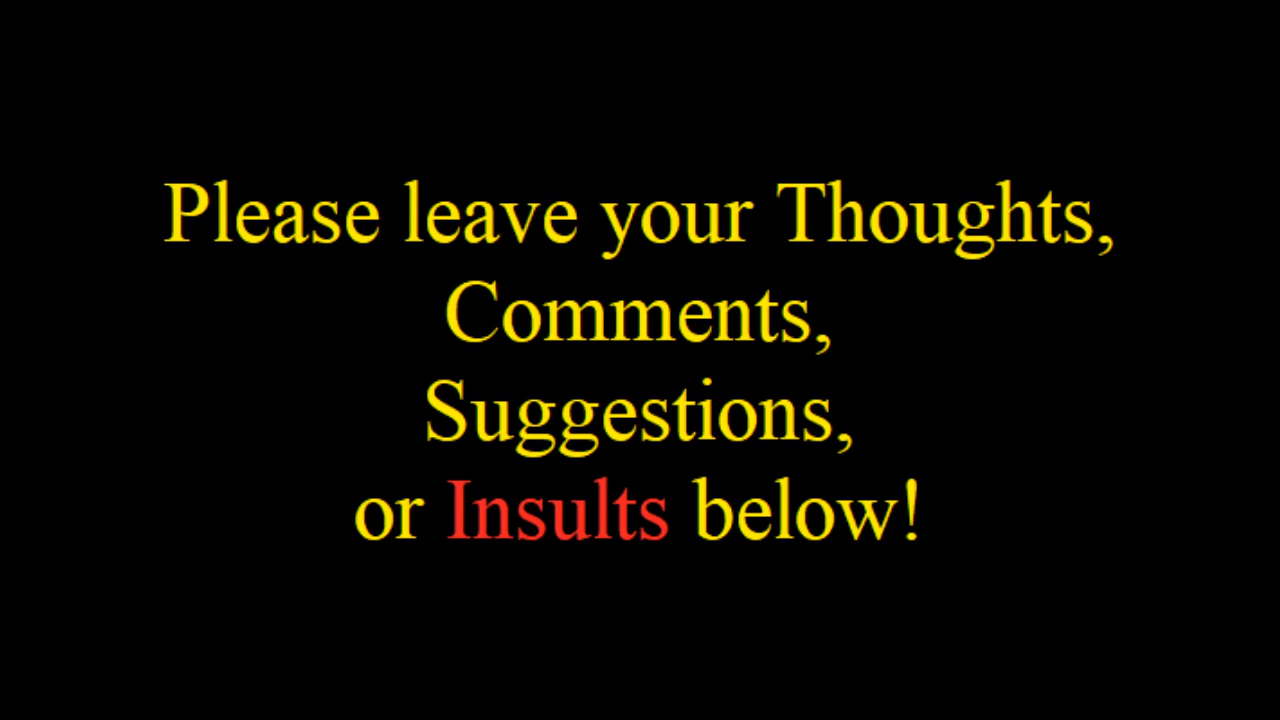 Please leave your Thoughts,
Comments,
Suggestions,
or Insults below!